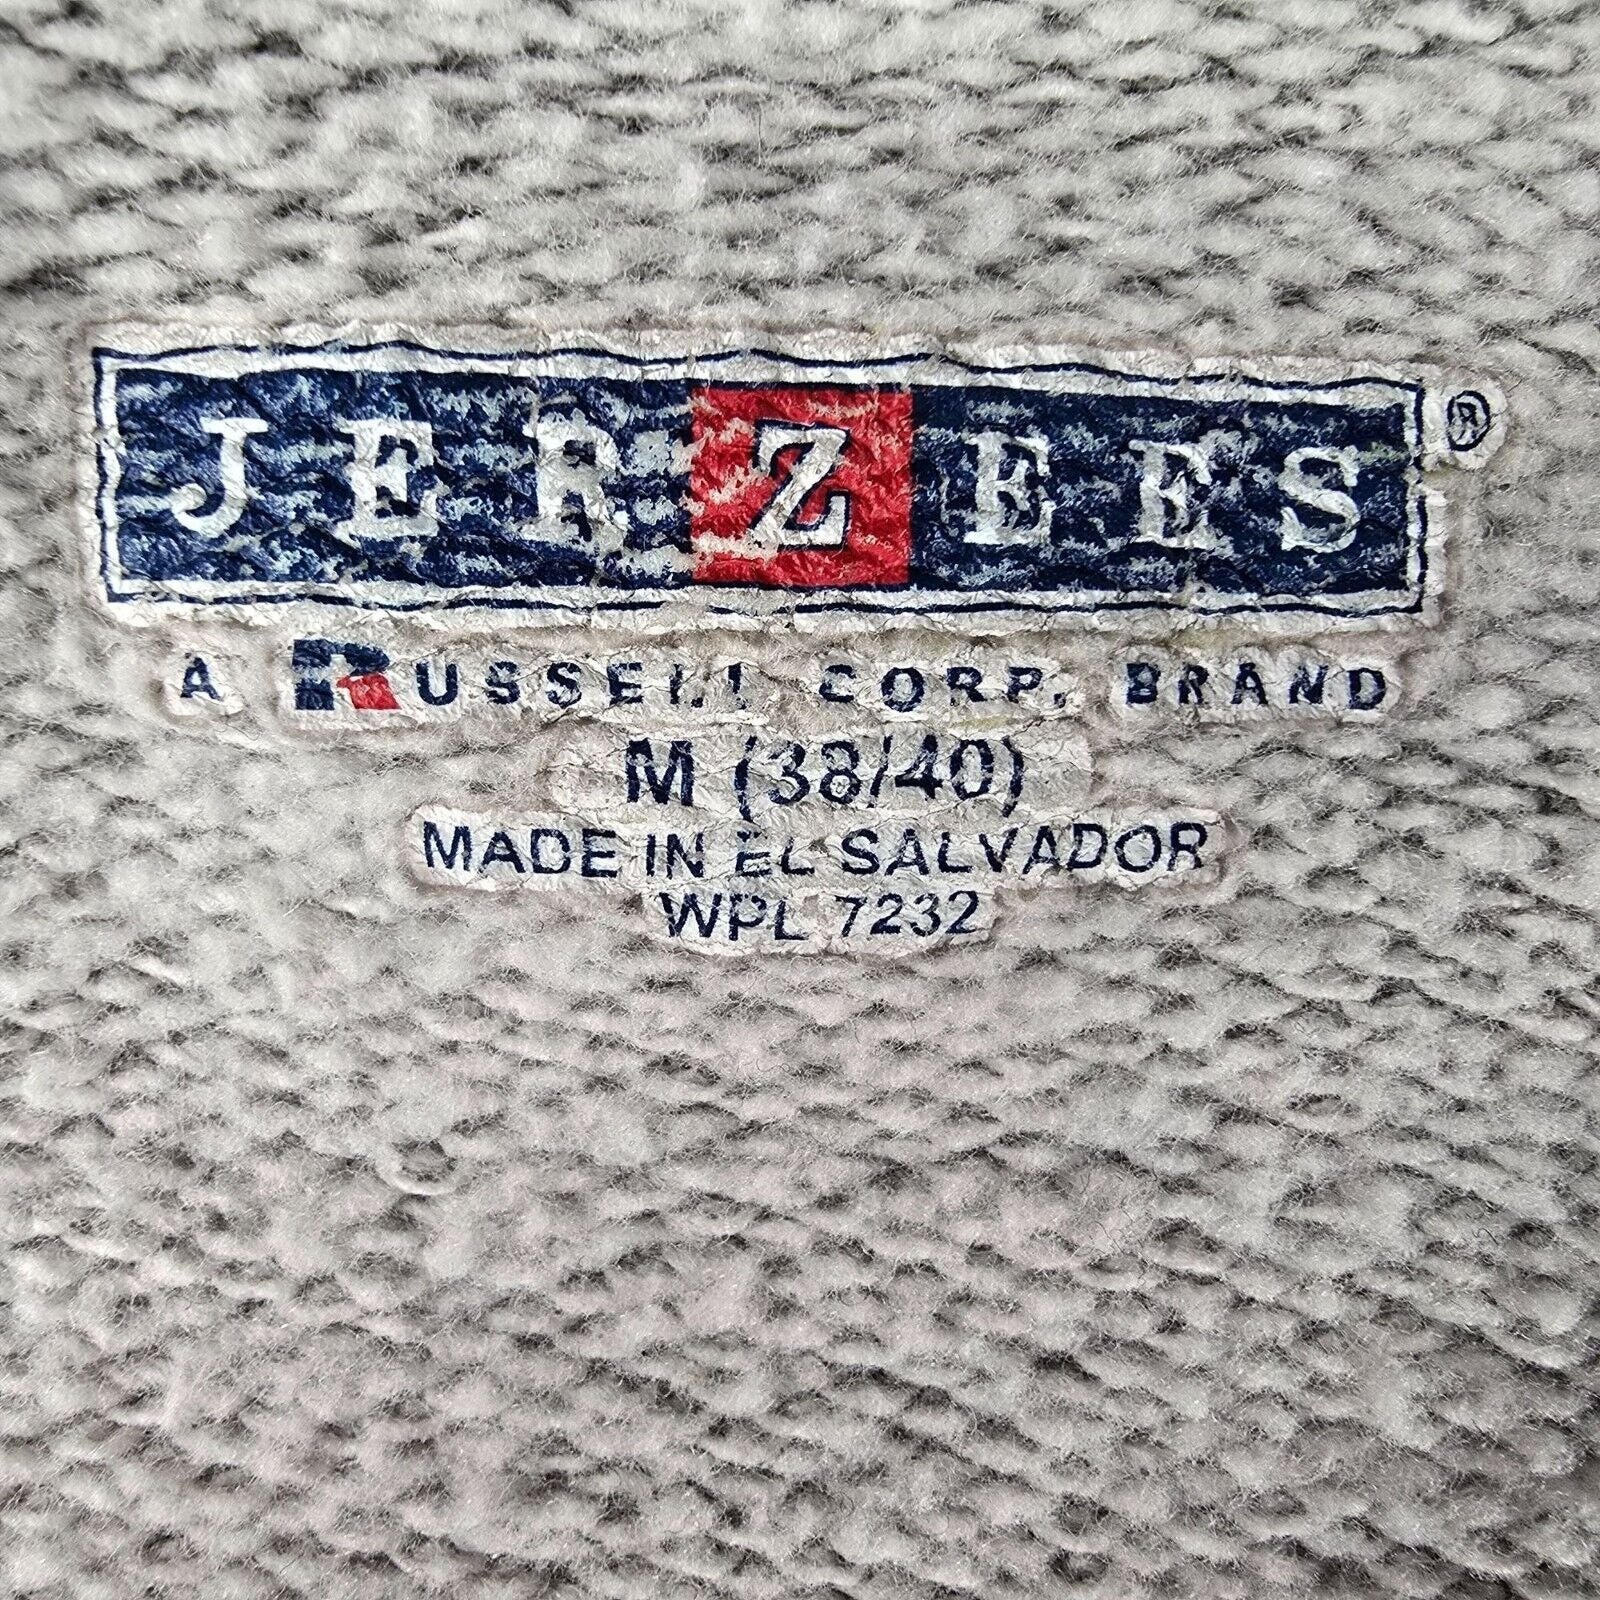 JERZEES ®
A RUSSELL CORP. BRAND
M (38/40)
MADE IN EL SALVADOR
WPL 7232